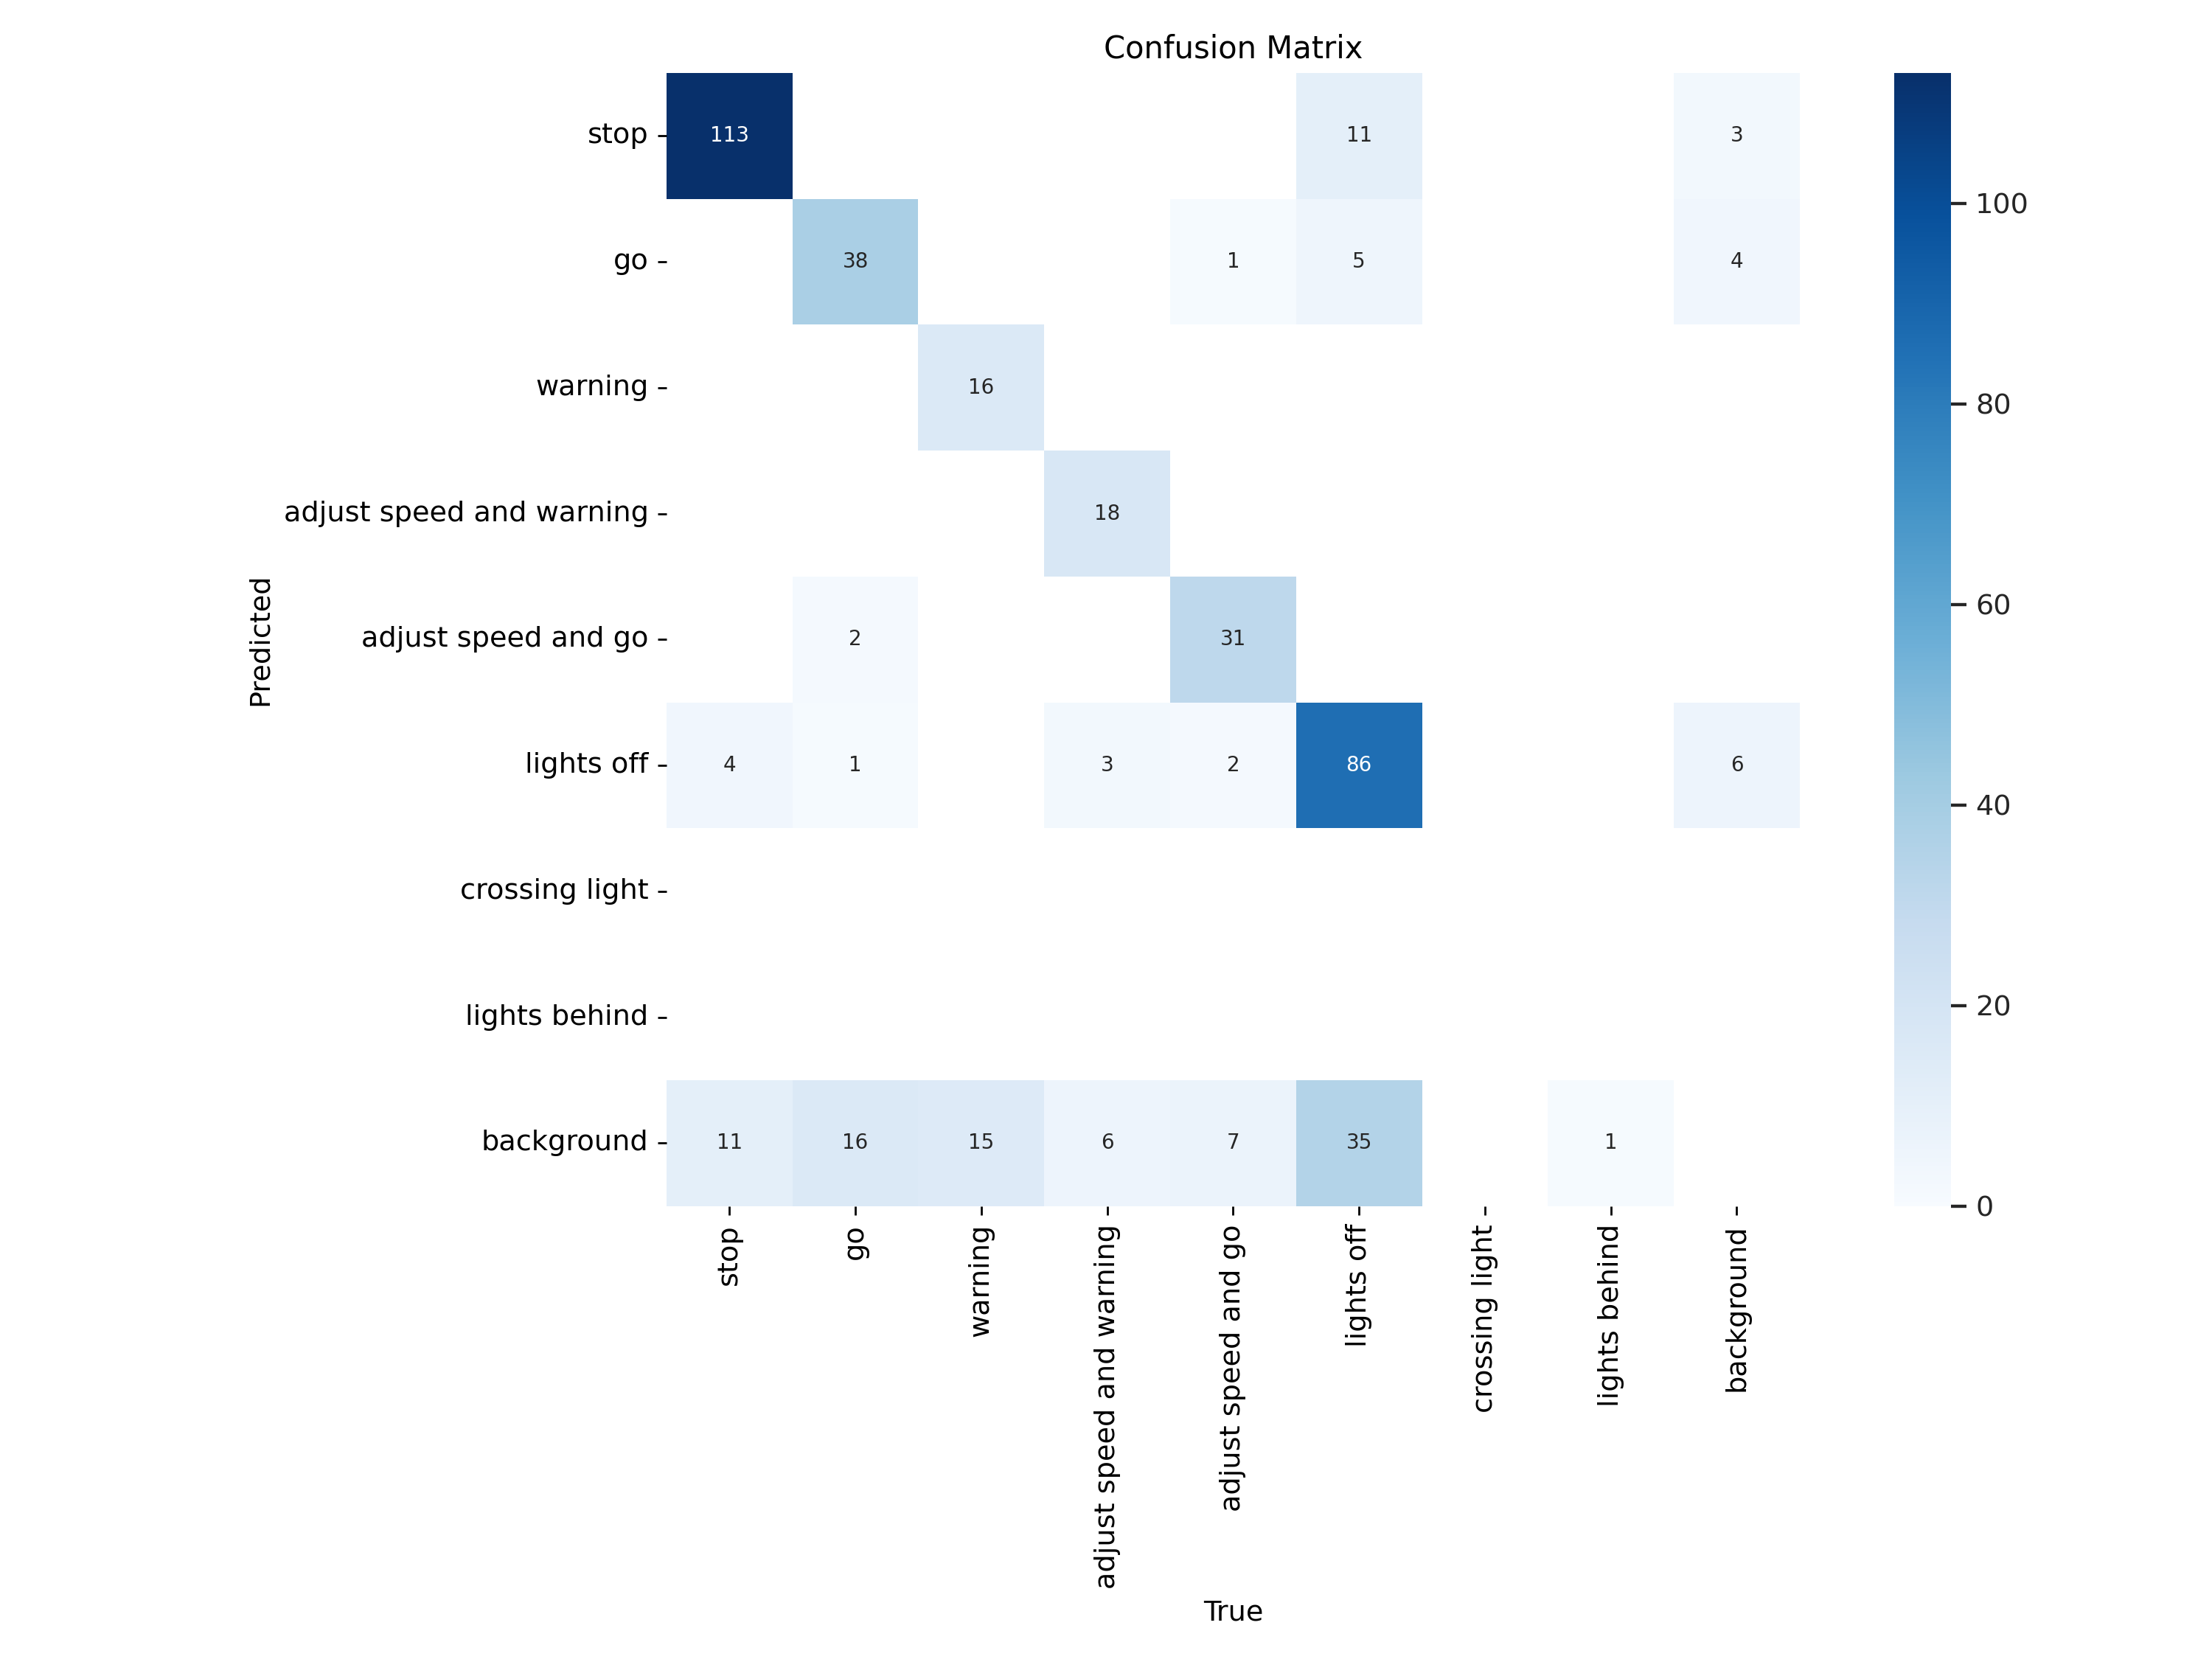 Confusion Matrix
stop
113
11
3
go
38
1
5
4
warning
16
adjust speed and warning
18
adjust speed and go
2
31
lights off
4
1
3
2
86
6
crossing light
lights behind
background
11
16
15
6
7
35
1
Predicted
stop
go
warning
adjust speed and warning
adjust speed and go
lights off
crossing light
lights behind
background
True
100
80
60
40
20
0